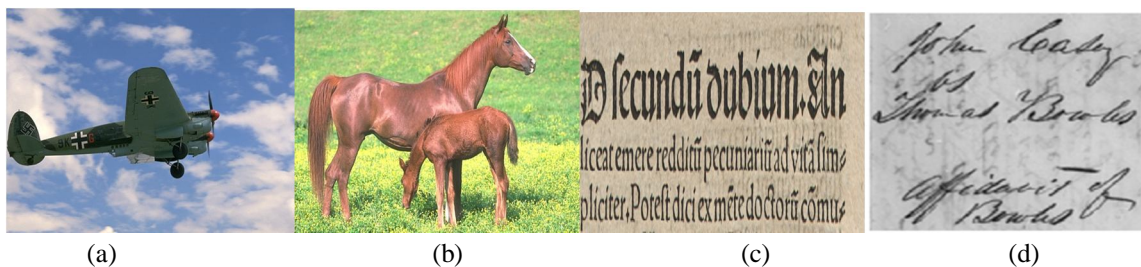 Ꝺ secundū dubium. An
liceat emere redditū pecuniariū ad vitā sim⸗
pliciter. Potest dici ex mēte doctorū cōmu⸗
John Casey
vs
Thomas Bowles
Affidavit of
Bowles
(a) (b) (c) (d)